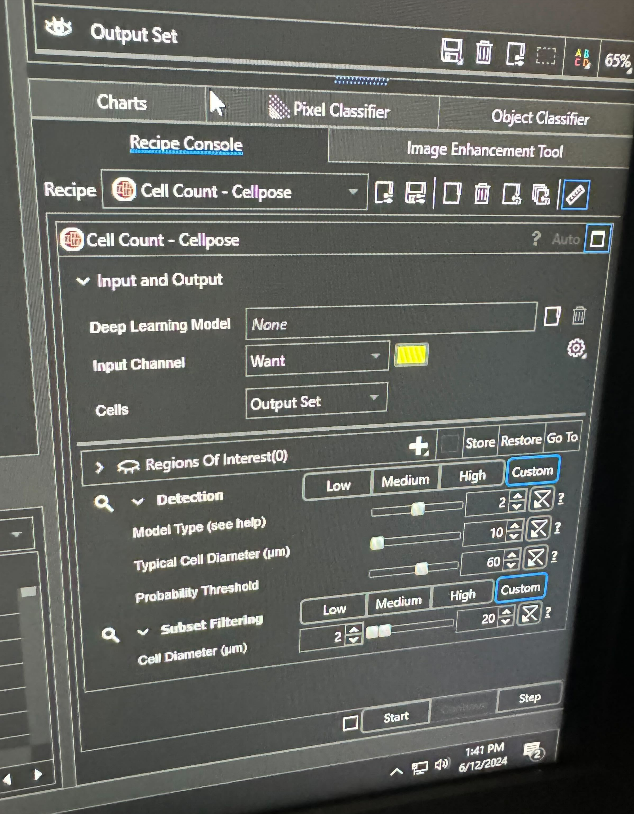 Output Set
A B C D 65%
Charts Pixel Classifier Object Classifier
Recipe Console Image Enhancement Tool
Recipe Cell Count - Cellpose
Cell Count - Cellpose ? Auto
Input and Output
Deep Learning Model None
Input Channel Want
Cells Output Set
Regions Of Interest(0) Store Restore Go To
Detection Low Medium High Custom
Model Type (see help) 2 ?
Typical Cell Diameter (µm) 10 ?
Probability Threshold 60 ?
Subset Filtering Low Medium High Custom
Cell Diameter (µm) 2 20 ?
Start Continue Step
1:41 PM
6/12/2024 2